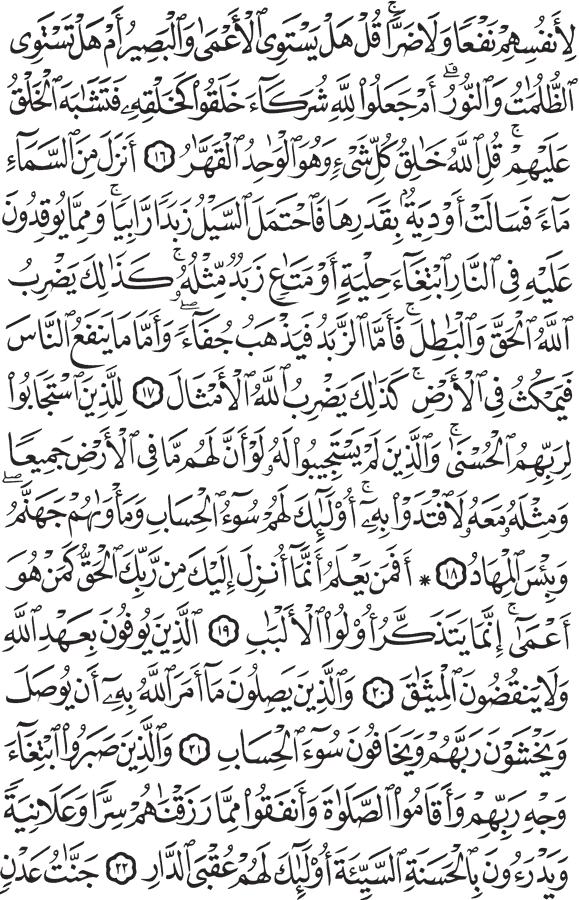 لِأَنفُسِهِمْ نَفْعًا وَلَا ضَرًّا ۚ قُلْ هَلْ يَسْتَوِى ٱلْأَعْمَىٰ وَٱلْبَصِيرُ أَمْ هَلْ تَسْتَوِى
ٱلظُّلُمَـٰتُ وَٱلنُّورُ ۗ أَمْ جَعَلُوا۟ لِلَّهِ شُرَكَآءَ خَلَقُوا۟ كَخَلْقِهِۦ فَتَشَـٰبَهَ ٱلْخَلْقُ
عَلَيْهِمْ ۚ قُلِ ٱللَّهُ خَـٰلِقُ كُلِّ شَىْءٍ وَهُوَ ٱلْوَٰحِدُ ٱلْقَهَّـٰرُ ١٦ أَنزَلَ مِنَ ٱلسَّمَآءِ
مَآءً فَسَالَتْ أَوْدِيَةٌۢ بِقَدَرِهَا فَٱحْتَمَلَ ٱلسَّيْلُ زَبَدًا رَّابِيًا ۚ وَمِمَّا يُوقِدُونَ
عَلَيْهِ فِى ٱلنَّارِ ٱبْتِغَآءَ حِلْيَةٍ أَوْ مَتَـٰعٍ زَبَدٌ مِّثْلُهُۥ ۚ كَذَٰلِكَ يَضْرِبُ
ٱللَّهُ ٱلْحَقَّ وَٱلْبَـٰطِلَ ۚ فَأَمَّا ٱلزَّبَدُ فَيَذْهَبُ جُفَآءً ۖ وَأَمَّا مَا يَنفَعُ ٱلنَّاسَ
فَيَمْكُثُ فِى ٱلْأَرْضِ ۚ كَذَٰلِكَ يَضْرِبُ ٱللَّهُ ٱلْأَمْثَالَ ١٧ لِلَّذِينَ ٱسْتَجَابُوا۟
لِرَبِّهِمُ ٱلْحُسْنَىٰ ۚ وَٱلَّذِينَ لَمْ يَسْتَجِيبُوا۟ لَهُۥ لَوْ أَنَّ لَهُم مَّا فِى ٱلْأَرْضِ جَمِيعًا
وَمِثْلَهُۥ مَعَهُۥ لَٱفْتَدَوْا۟ بِهِۦٓ ۚ أُو۟لَـٰٓئِكَ لَهُمْ سُوٓءُ ٱلْحِسَابِ وَمَأْوَىٰهُمْ جَهَنَّمُ ۖ
وَبِئْسَ ٱلْمِهَادُ ١٨ * أَفَمَن يَعْلَمُ أَنَّمَآ أُنزِلَ إِلَيْكَ مِن رَّبِّكَ ٱلْحَقُّ كَمَنْ هُوَ
أَعْمَىٰٓ ۚ إِنَّمَا يَتَذَكَّرُ أُو۟لُوا۟ ٱلْأَلْبَـٰبِ ١٩ ٱلَّذِينَ يُوفُونَ بِعَهْدِ ٱللَّهِ
وَلَا يَنقُضُونَ ٱلْمِيثَـٰقَ ٢٠ وَٱلَّذِينَ يَصِلُونَ مَآ أَمَرَ ٱللَّهُ بِهِۦٓ أَن يُوصَلَ
وَيَخْشَوْنَ رَبَّهُمْ وَيَخَافُونَ سُوٓءَ ٱلْحِسَابِ ٢١ وَٱلَّذِينَ صَبَرُوا۟ ٱبْتِغَآءَ
وَجْهِ رَبِّهِمْ وَأَقَامُوا۟ ٱلصَّلَوٰةَ وَأَنفَقُوا۟ مِمَّا رَزَقْنَـٰهُمْ سِرًّا وَعَلَانِيَةً
وَيَدْرَءُونَ بِٱلْحَسَنَةِ ٱلسَّيِّئَةَ أُو۟لَـٰٓئِكَ لَهُمْ عُقْبَى ٱلدَّارِ ٢٢ جَنَّـٰتُ عَدْنٍ